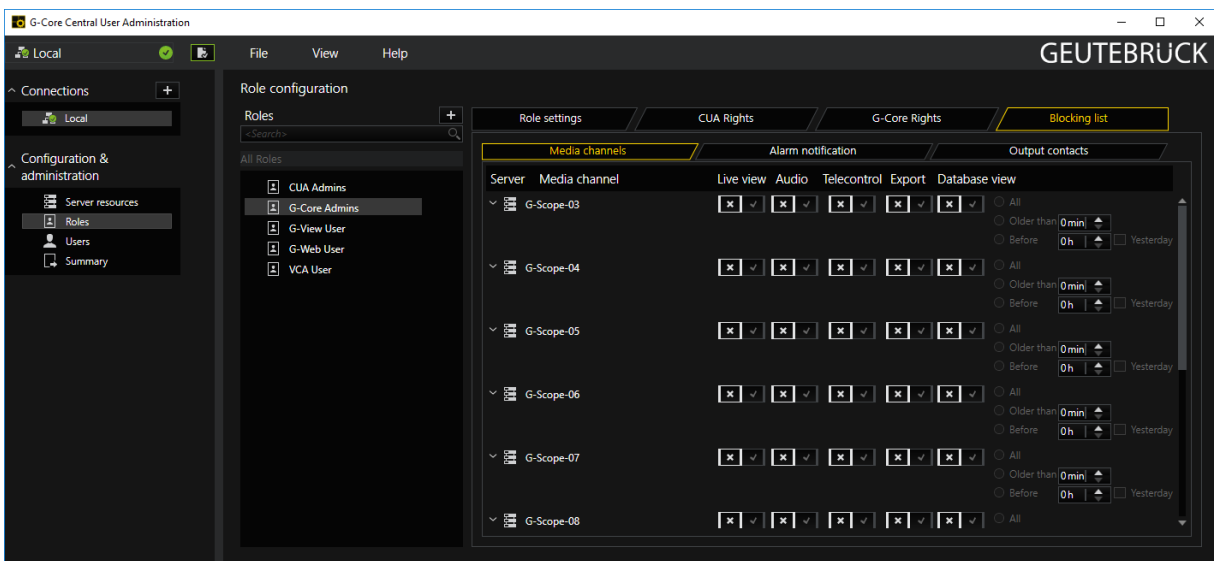 G-Core Central User Administration
Local
File View Help
GEUTEBRÜCK
Connections
Local
Configuration &
administration
Server resources
Roles
Users
Summary
Role configuration
Roles
<Search>
All Roles
CUA Admins
G-Core Admins
G-View User
G-Web User
VCA User
Role settings CUA Rights G-Core Rights Blocking list
Media channels Alarm notification Output contacts
Server Media channel Live view Audio Telecontrol Export Database view
G-Scope-03 All
Older than 0 min
Before 0 h Yesterday
G-Scope-04 All
Older than 0 min
Before 0 h Yesterday
G-Scope-05 All
Older than 0 min
Before 0 h Yesterday
G-Scope-06 All
Older than 0 min
Before 0 h Yesterday
G-Scope-07 All
Older than 0 min
Before 0 h Yesterday
G-Scope-08 All